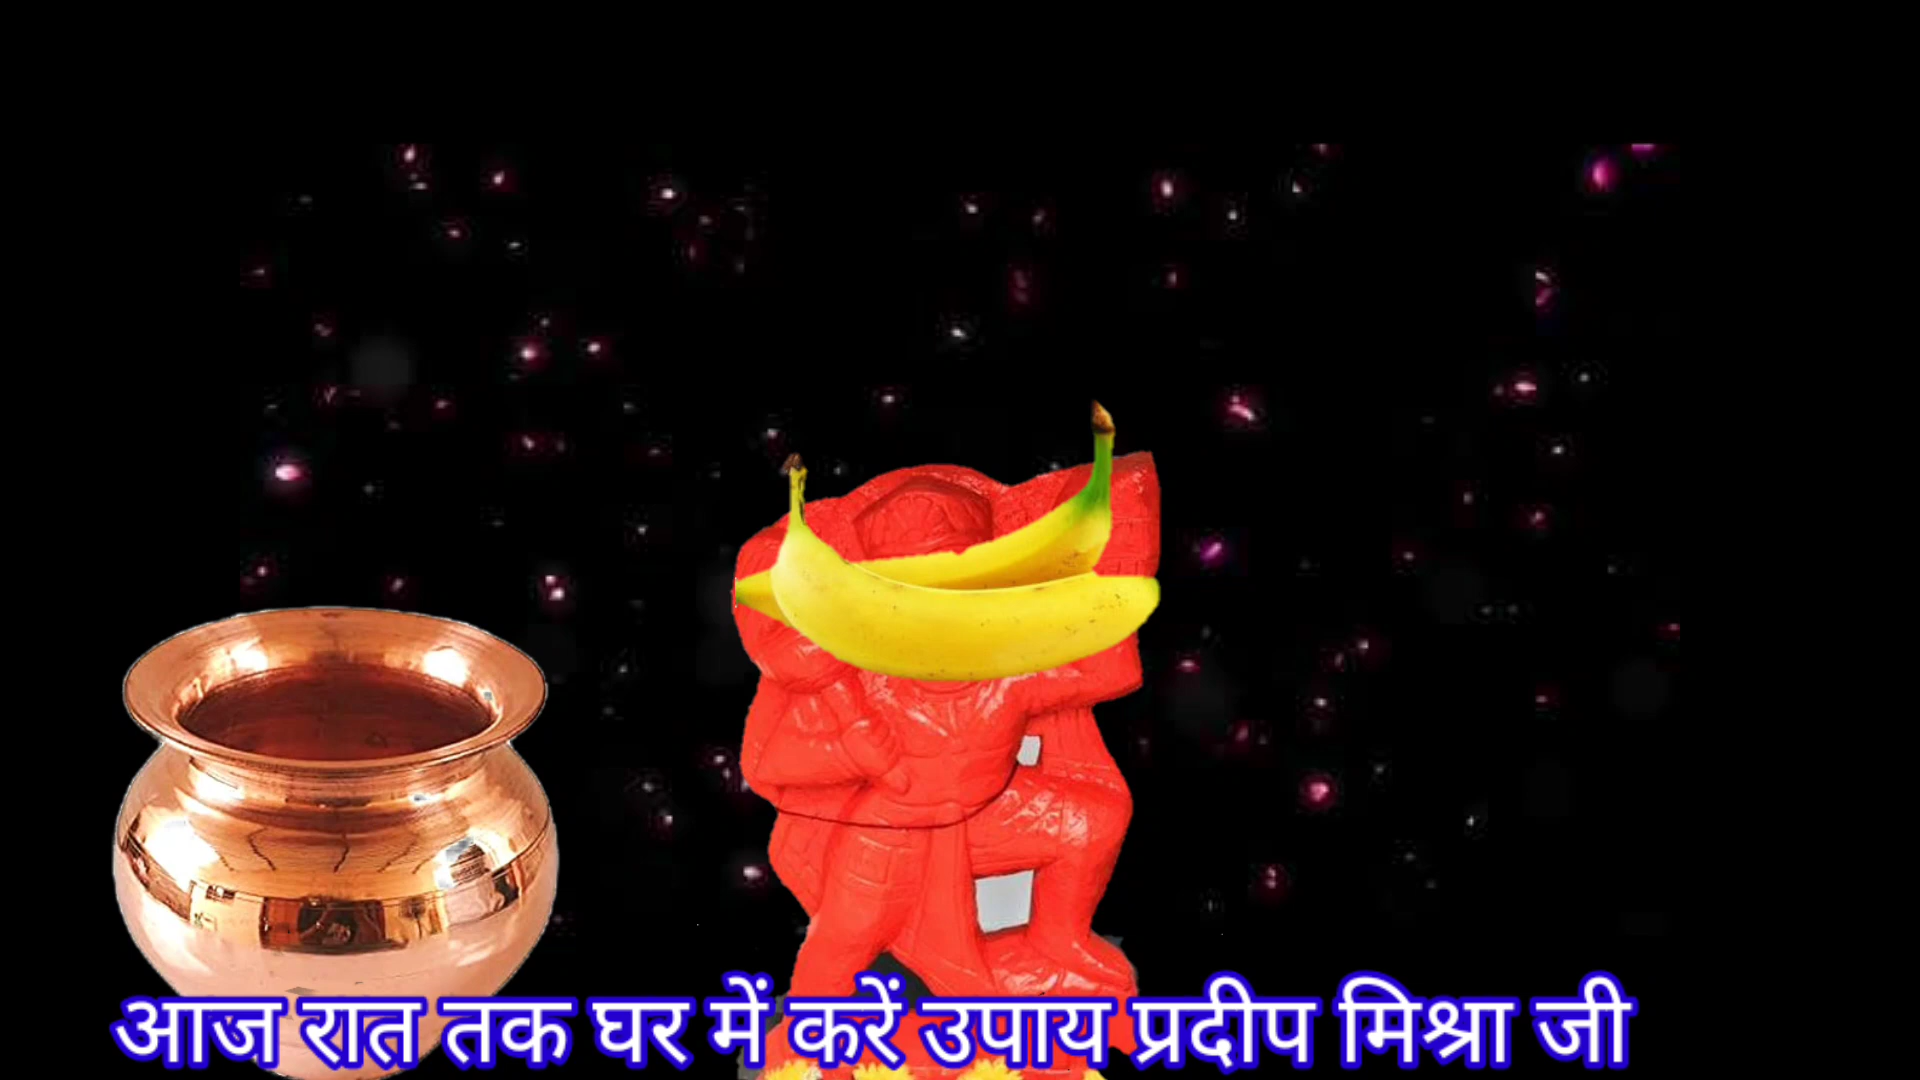 आज रात तक घर में करें उपाय प्रदीप मिश्रा जी